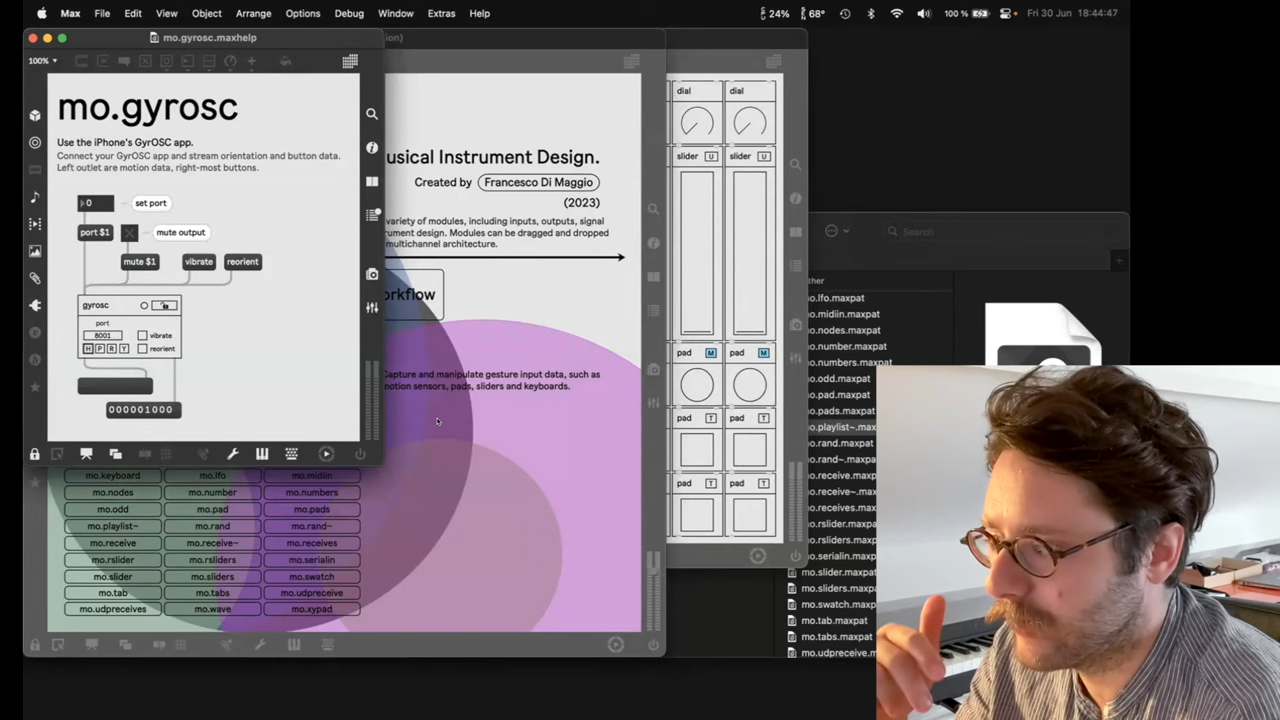 Max File Edit View Object Arrange Options Debug Window Extras Help
24% 68° 100 % Fri 30 Jun 18:44:47
mo.gyrosc.maxhelp
100%
mo.gyrosc
Use the iPhone's GyrOSC app.
Connect your GyrOSC app and stream orientation and button data.
Left outlet are motion data, right-most buttons.
0 set port
port $1 mute output
mute $1 vibrate reorient
gyrosc
port
8001 vibrate
H P R Y reorient
000001000
usical Instrument Design.
Created by Francesco Di Maggio
(2023)
variety of modules, including inputs, outputs, signal
rument design. Modules can be dragged and dropped
multichannel architecture.
orkflow
Capture and manipulate gesture input data, such as
motion sensors, pads, sliders and keyboards.
mo.keyboard mo.lfo mo.midiin
mo.nodes mo.number mo.numbers
mo.odd mo.pad mo.pads
mo.playlist~ mo.rand mo.rand~
mo.receive mo.receive~ mo.receives
mo.rslider mo.rsliders mo.serialin
mo.slider mo.sliders mo.swatch
mo.tab mo.tabs mo.udpreceive
mo.udpreceives mo.wave mo.xypad
dial dial
slider U slider U
pad M pad M
pad T pad T
pad T pad T
Search
ther
mo.lfo.maxpat
mo.midiin.maxpat
mo.nodes.maxpat
mo.number.maxpat
mo.numbers.maxpat
mo.odd.maxpat
mo.pad.maxpat
mo.pads.maxpat
mo.playlist~.max
mo.rand.maxpat
mo.rand~.maxpat
mo.receive.maxpat
mo.receive~.maxp
mo.receives.maxp
mo.rslider.maxpat
mo.rsliders.maxp
mo.serialin.maxp
mo.slider.maxpat
mo.sliders.maxpat
mo.swatch.maxpa
mo.tab.maxpat
mo.tabs.maxpat
mo.udpreceive.m